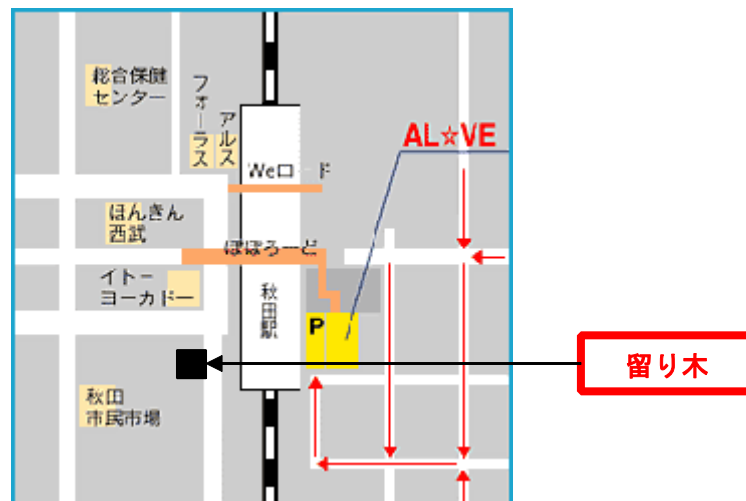 総合保健
センター
フォーラス
アルス
AL☆VE
Weロード
ほんきん
西武
ぽぽろーど
イトー
ヨーカドー
秋田駅
P
留り木
秋田
市民市場